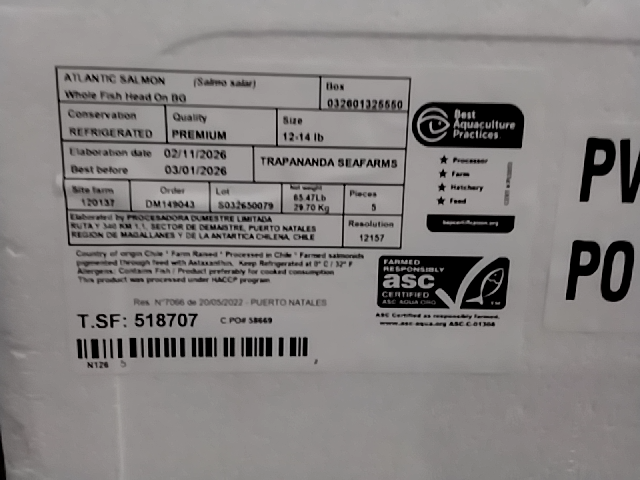 ATLANTIC SALMON (Salmo salar)
Whole Fish Head On BG
Box
032601325550
Conservation
REFRIGERATED
Quality
PREMIUM
Size
12-14 lb
Elaboration date 02/11/2026
Best before 03/01/2026
TRAPANANDA SEAFARMS
Site farm
120137
Order
DM149043
Lot
S032650079
Net weight
65.47Lb
29.70 Kg
Pieces
5
Elaborated by PROCESADORA DUMESTRE LIMITADA
RUTA 9 KM 1,1, SECTOR DE DEMAISTRE, PUERTO NATALES
REGION DE MAGALLANES Y DE LA ANTARTICA CHILENA, CHILE
Resolution
12157
Country of origin Chile * Farm Raised * Processed in Chile * Farmed salmonids
pigmented through feed with Astaxanthin. Keep Refrigerated at 0° C / 32° F
Allergens: Contains Fish / Product preferably for cooked consumption
This product was processed under HACCP program
Res. N°7066 de 20/05/2022 - PUERTO NATALES
T.SF: 518707 C.PO# 58669
N126 5
Best
Aquaculture
Practices
Processor
Farm
Hatchery
Feed
bapcertification.org
FARMED
RESPONSIBLY
asc
CERTIFIED
ASC-AQUA.ORG
TM
ASC Certified as responsibly farmed.
www.asc-aqua.org ASC-C-01308
PV
PO